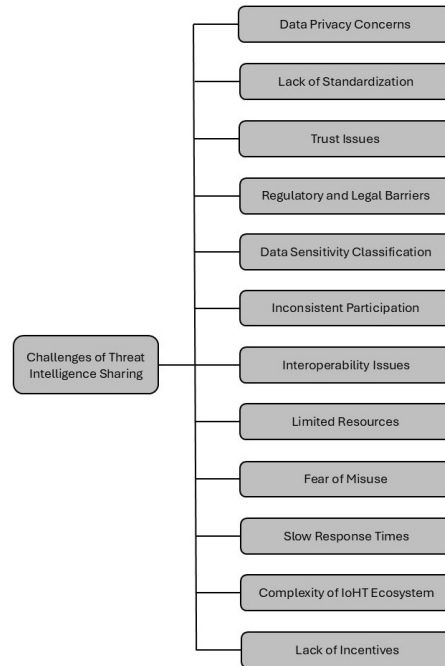 Data Privacy Concerns
Lack of Standardization
Trust Issues
Regulatory and Legal Barriers
Data Sensitivity Classification
Inconsistent Participation
Challenges of Threat
Intelligence Sharing
Interoperability Issues
Limited Resources
Fear of Misuse
Slow Response Times
Complexity of IoHT Ecosystem
Lack of Incentives